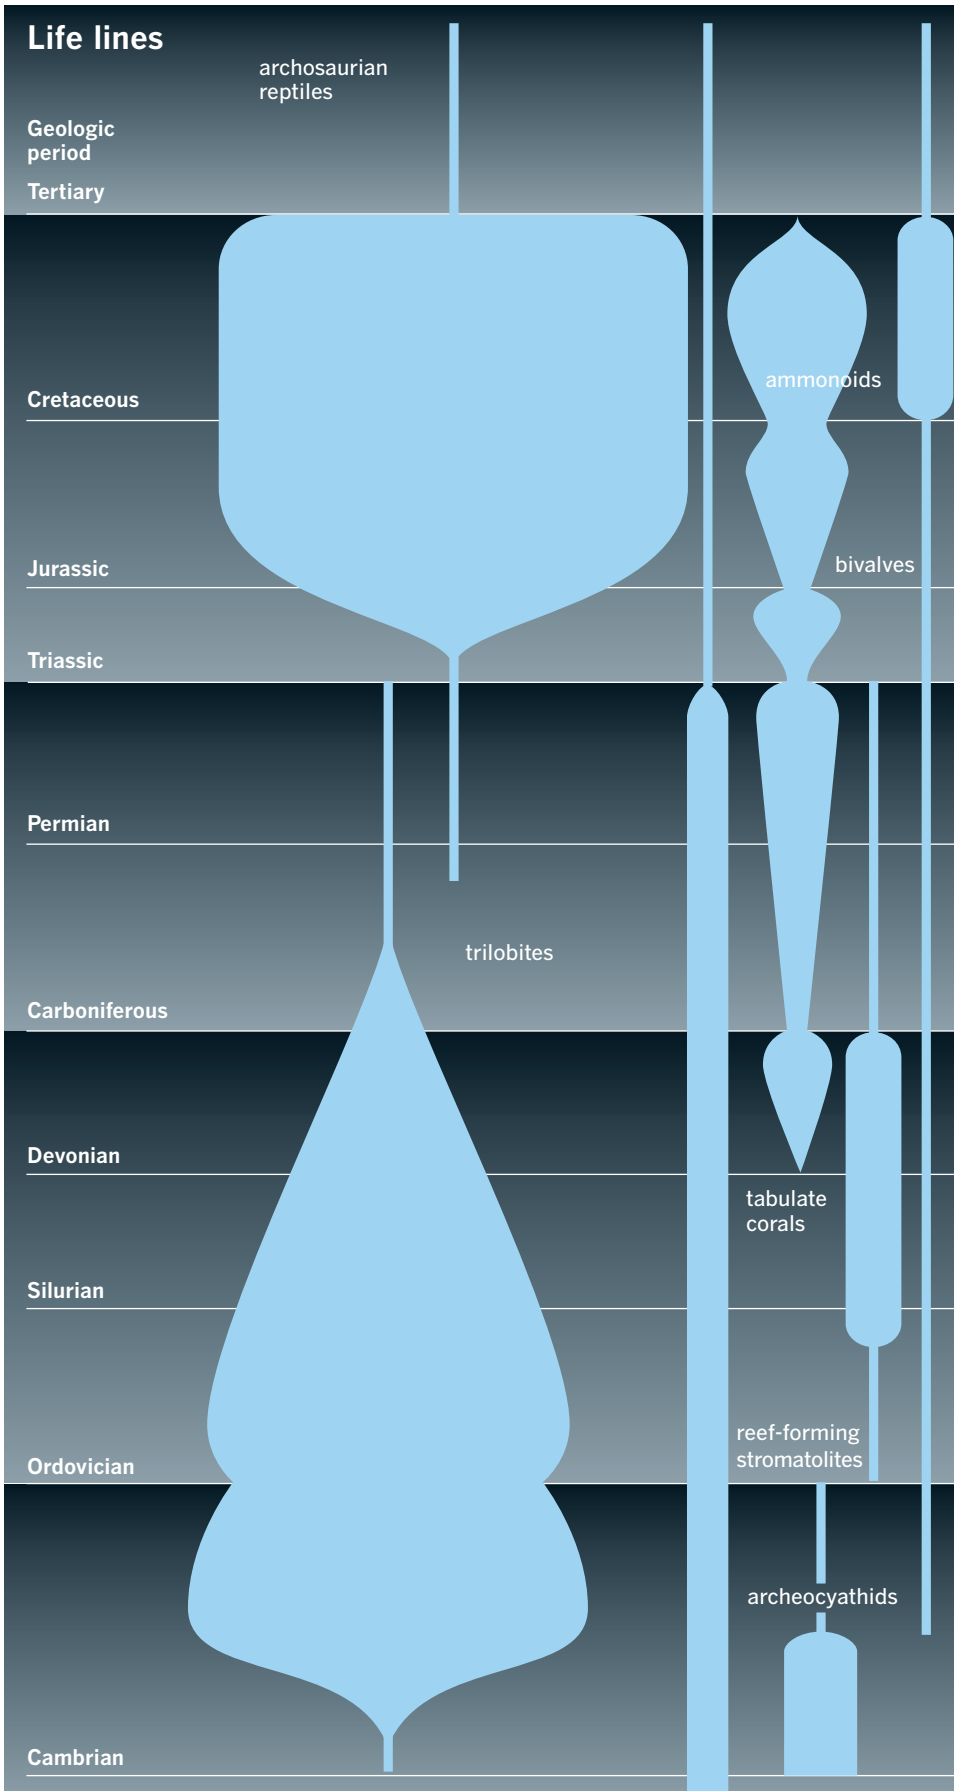 Life lines
archosaurian
reptiles
Geologic
period
Tertiary
ammonoids
Cretaceous
bivalves
Jurassic
Triassic
Permian
trilobites
Carboniferous
Devonian
tabulate
corals
Silurian
reef-forming
stromatolites
Ordovician
archeocyathids
Cambrian